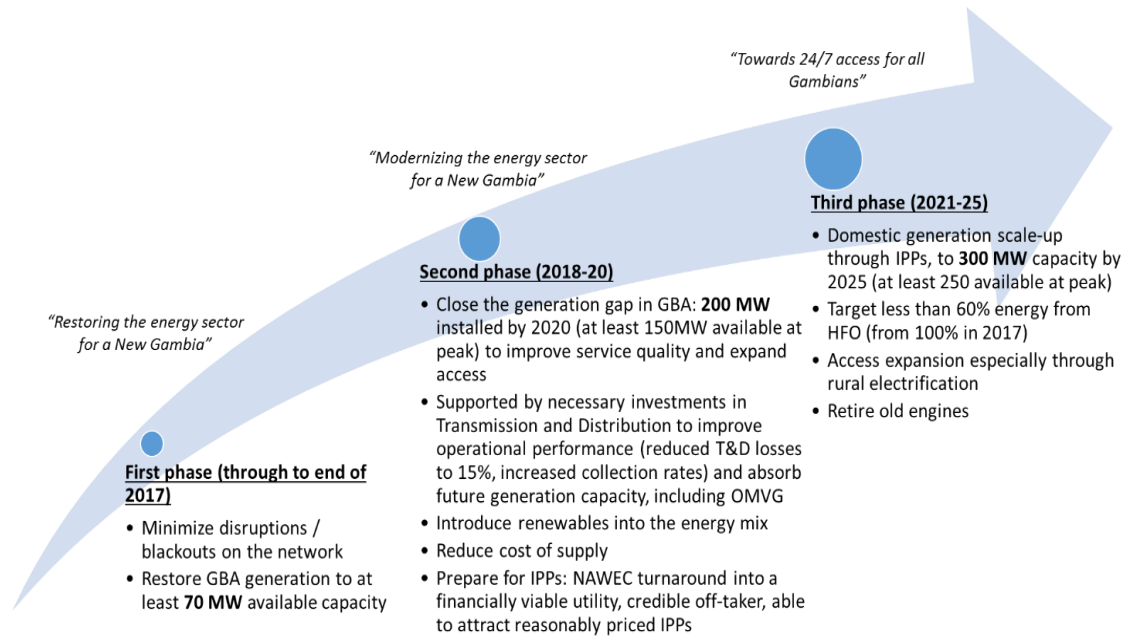 “Restoring the energy sector
for a New Gambia”
First phase (through to end of
2017)
• Minimize disruptions /
blackouts on the network
• Restore GBA generation to at
least 70 MW available capacity
“Modernizing the energy sector
for a New Gambia”
Second phase (2018-20)
• Close the generation gap in GBA: 200 MW
installed by 2020 (at least 150MW available at
peak) to improve service quality and expand
access
• Supported by necessary investments in
Transmission and Distribution to improve
operational performance (reduced T&D losses
to 15%, increased collection rates) and absorb
future generation capacity, including OMVG
• Introduce renewables into the energy mix
• Reduce cost of supply
• Prepare for IPPs: NAWEC turnaround into a
financially viable utility, credible off-taker, able
to attract reasonably priced IPPs
“Towards 24/7 access for all
Gambians”
Third phase (2021-25)
• Domestic generation scale-up
through IPPs, to 300 MW capacity by
2025 (at least 250 available at peak)
• Target less than 60% energy from
HFO (from 100% in 2017)
• Access expansion especially through
rural electrification
• Retire old engines